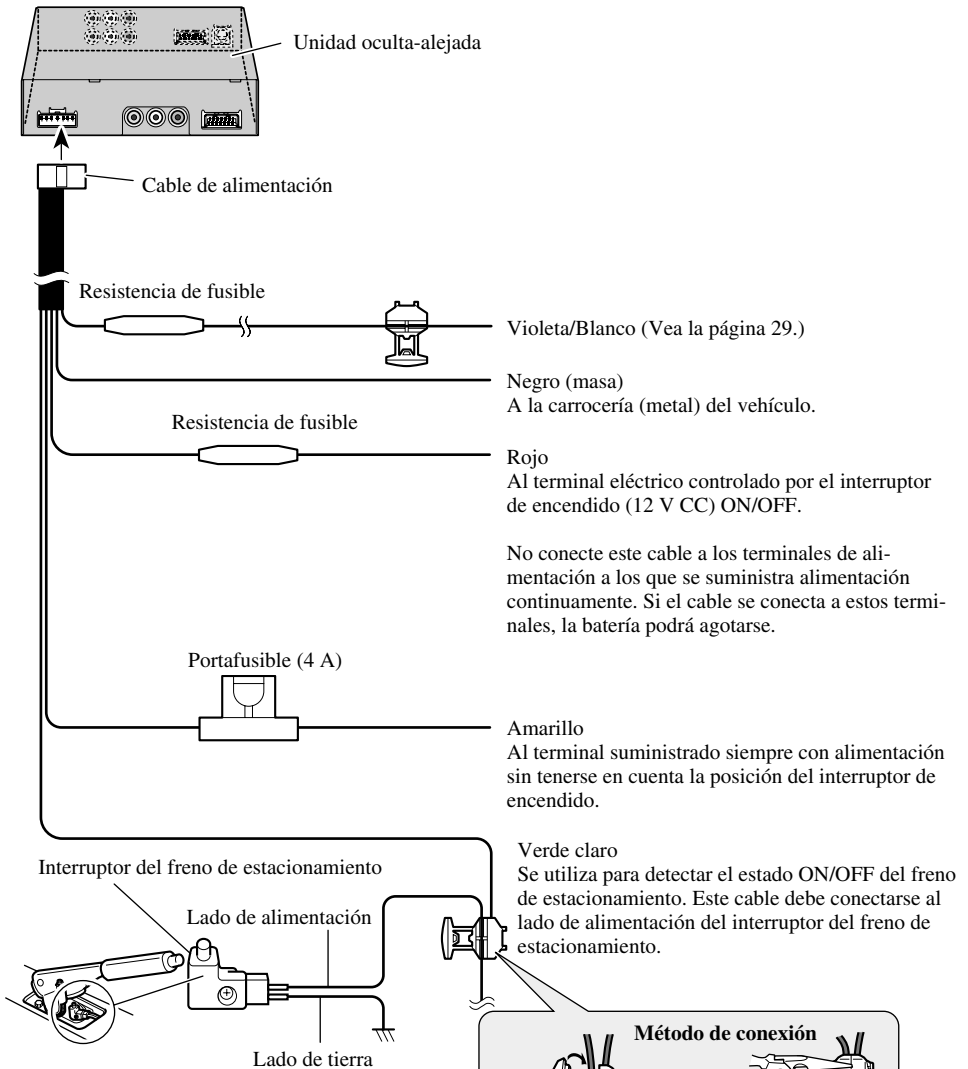 Unidad oculta-alejada
Cable de alimentación
Resistencia de fusible
Violeta/Blanco (Vea la página 29.)
Negro (masa)
A la carrocería (metal) del vehículo.
Resistencia de fusible
Rojo
Al terminal eléctrico controlado por el interruptor
de encendido (12 V CC) ON/OFF.
No conecte este cable a los terminales de ali-
mentación a los que se suministra alimentación
continuamente. Si el cable se conecta a estos termi-
nales, la batería podrá agotarse.
Portafusible (4 A)
Amarillo
Al terminal suministrado siempre con alimentación
sin tenerse en cuenta la posición del interruptor de
encendido.
Verde claro
Se utiliza para detectar el estado ON/OFF del freno
de estacionamiento. Este cable debe conectarse al
lado de alimentación del interruptor del freno de
estacionamiento.
Interruptor del freno de estacionamiento
Lado de alimentación
Lado de tierra
Método de conexión